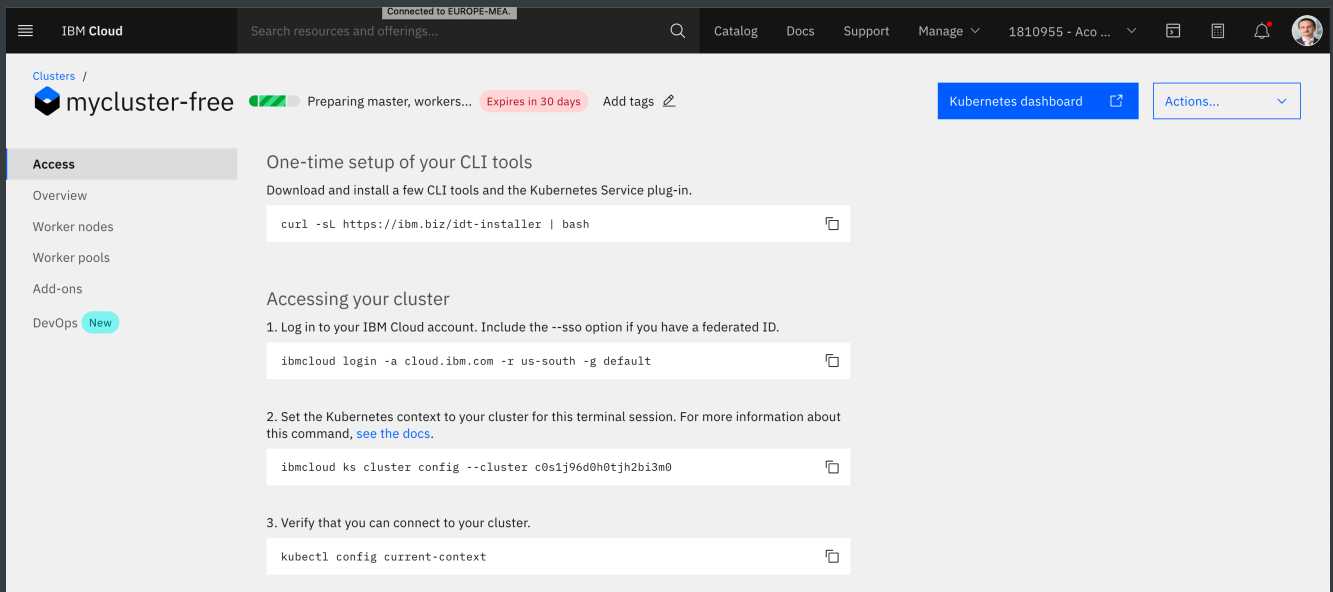 Connected to EUROPE-MEA.
IBM Cloud
Search resources and offerings...
Catalog
Docs
Support
Manage
1810955 - Aco ...
Clusters /
mycluster-free
Preparing master, workers...
Expires in 30 days
Add tags
Kubernetes dashboard
Actions...
Access
Overview
Worker nodes
Worker pools
Add-ons
DevOps New
One-time setup of your CLI tools
Download and install a few CLI tools and the Kubernetes Service plug-in.
curl -sL https://ibm.biz/idt-installer | bash
Accessing your cluster
1. Log in to your IBM Cloud account. Include the --sso option if you have a federated ID.
ibmcloud login -a cloud.ibm.com -r us-south -g default
2. Set the Kubernetes context to your cluster for this terminal session. For more information about
this command, see the docs.
ibmcloud ks cluster config --cluster c0s1j96d0h0tjh2bi3m0
3. Verify that you can connect to your cluster.
kubectl config current-context